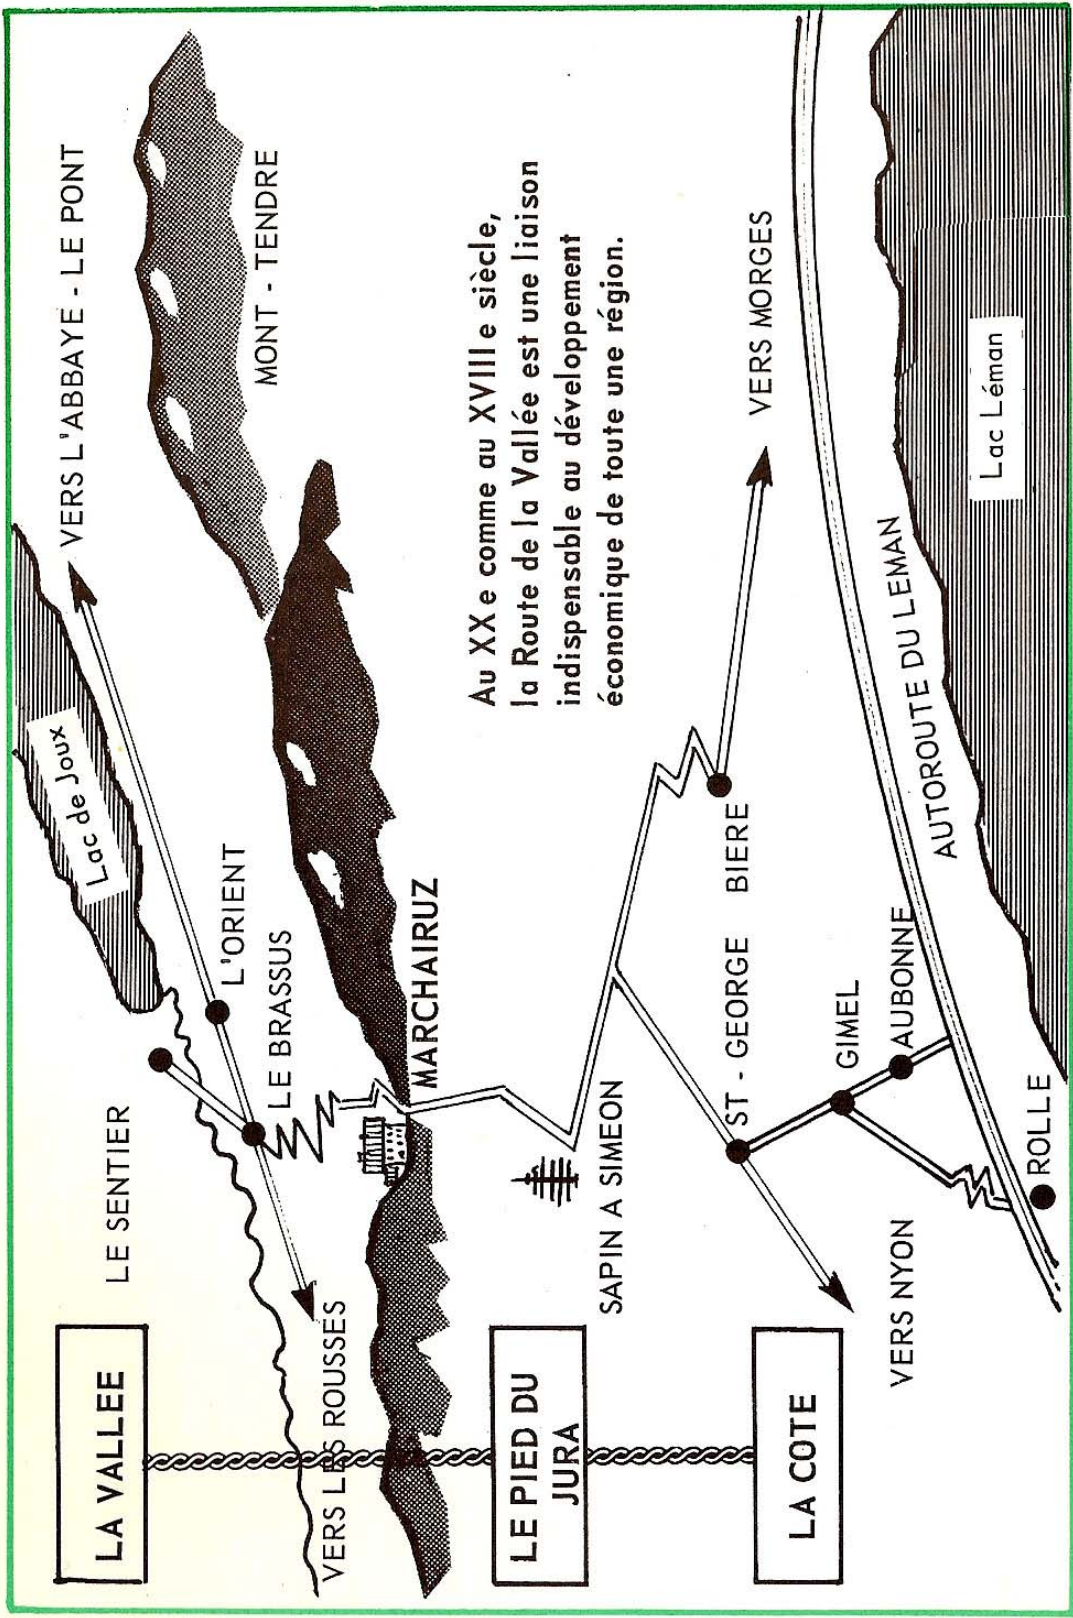 VERS L'ABBAYE - LE PONT
Lac de Joux
MONT - TENDRE
L'ORIENT
LE SENTIER
LE BRASSUS
LA VALLEE
VERS LES ROUSSES
MARCHAIRUZ
Au XX e comme au XVIII e siècle,
la Route de la Vallée est une liaison
indispensable au développement
économique de toute une région.
LE PIED DU
JURA
SAPIN A SIMEON
VERS MORGES
BIERE
ST - GEORGE
GIMEL
AUBONNE
VERS NYON
LA COTE
AUTOROUTE DU LEMAN
Lac Léman
ROLLE